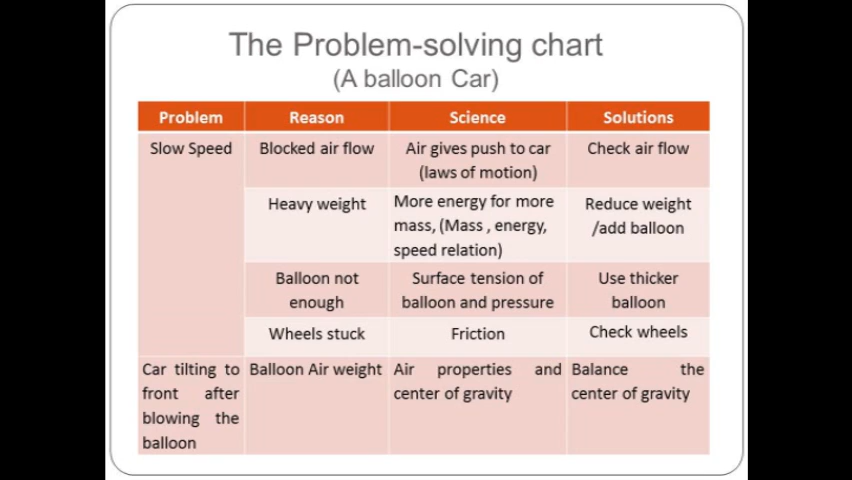 The Problem-solving chart
(A balloon Car)
Problem Reason Science Solutions
Slow Speed Blocked air flow Air gives push to car Check air flow
(laws of motion)
Heavy weight More energy for more Reduce weight
mass, (Mass , energy, /add balloon
speed relation)
Balloon not Surface tension of Use thicker
enough balloon and pressure balloon
Wheels stuck Friction Check wheels
Car tilting to Balloon Air weight Air properties and Balance the
front after center of gravity center of gravity
blowing the
balloon